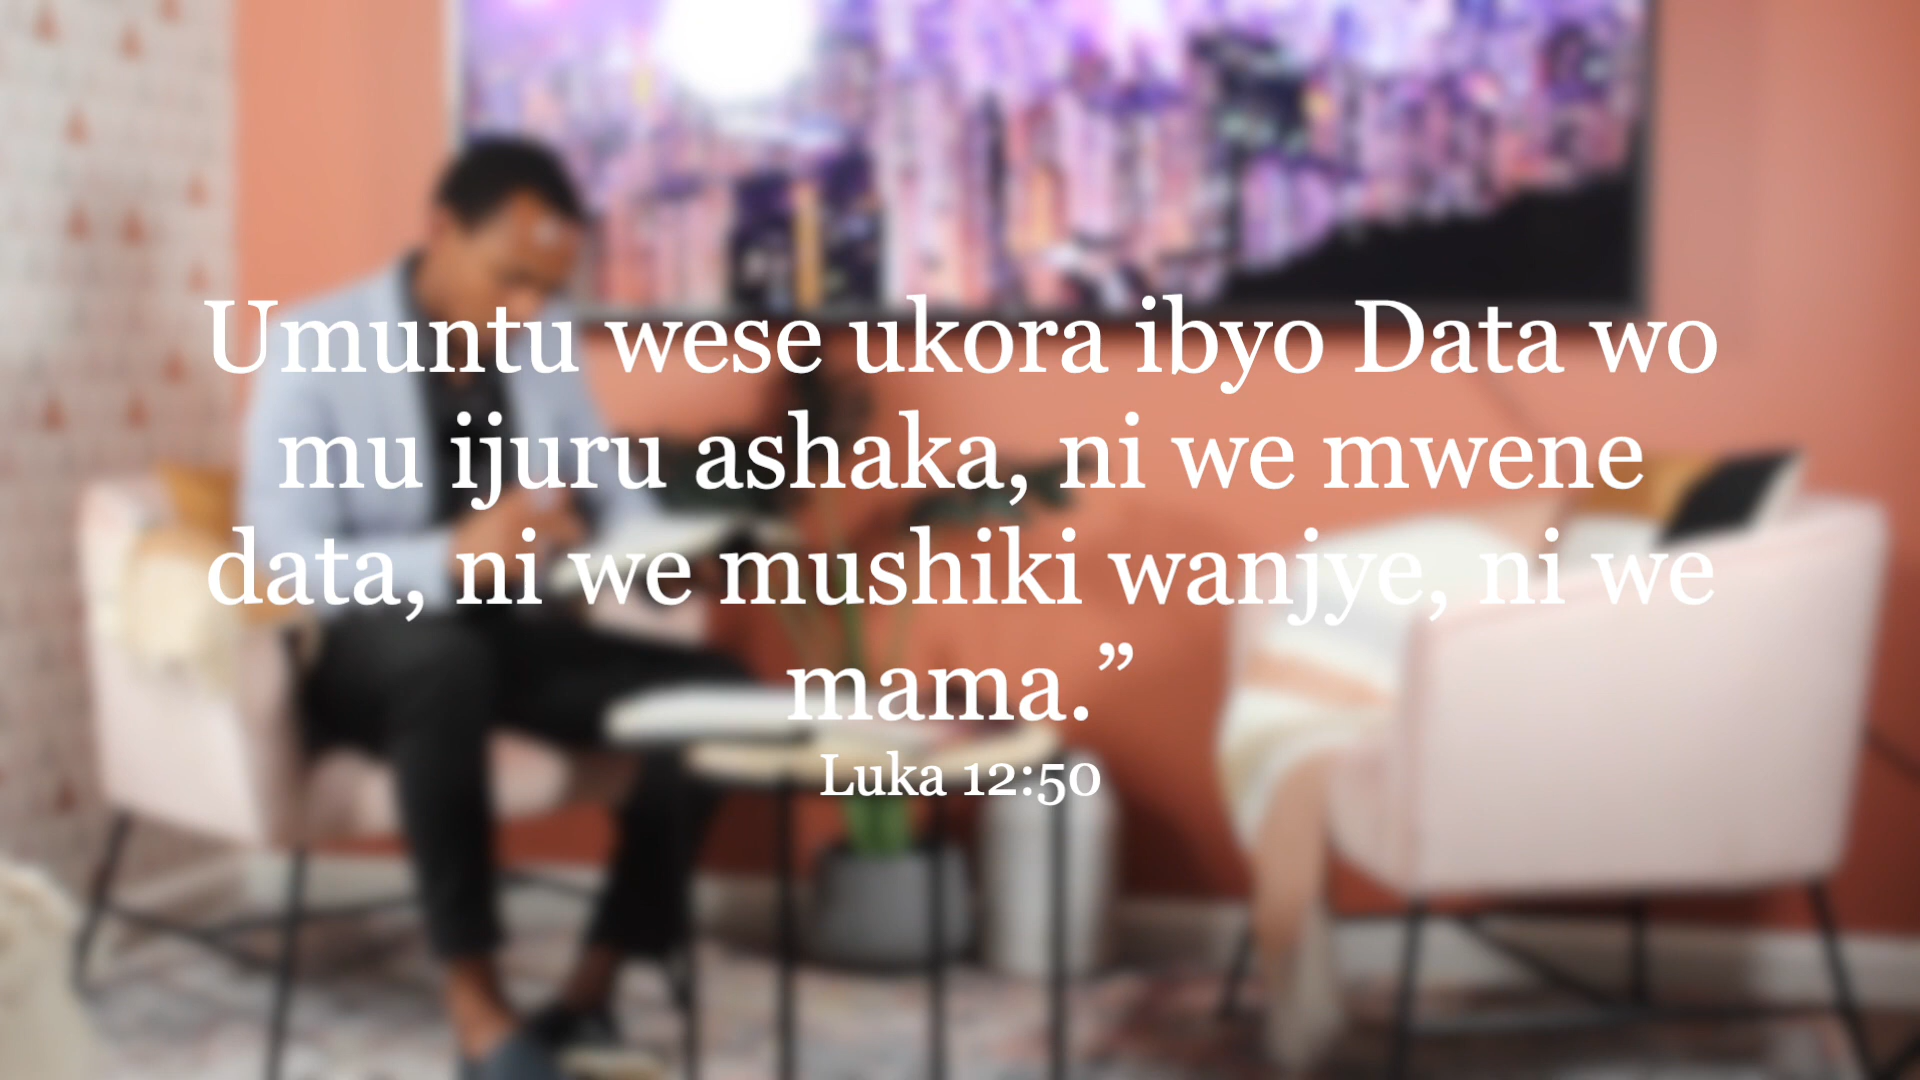 Umuntu wese ukora ibyo Data wo
mu ijuru ashaka, ni we mwene
data, ni we mushiki wanjye, ni we
mama.”
Luka 12:50